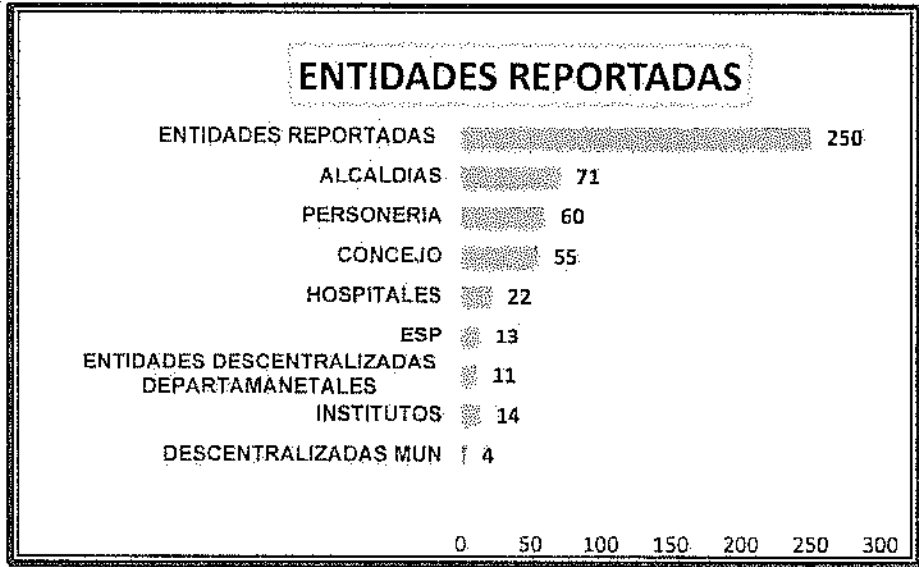 ENTIDADES REPORTADAS
ENTIDADES REPORTADAS 250
ALCALDIAS 71
PERSONERIA 60
CONCEJO 55
HOSPITALES 22
ESP 13
ENTIDADES DESCENTRALIZADAS
DEPARTAMANETALES 11
INSTITUTOS 14
DESCENTRALIZADAS MUN 4
0 50 100 150 200 250 300